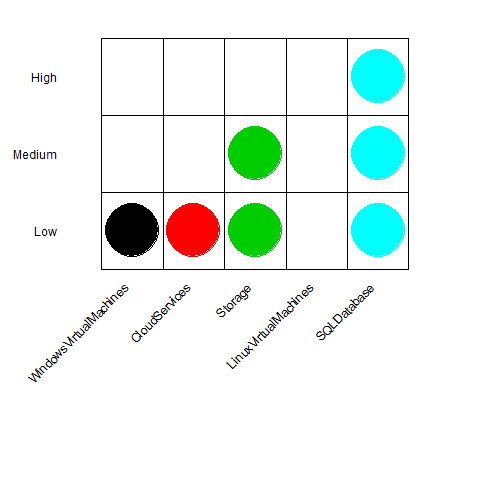 High
Medium
Low
WindowsVirtualMachines
CloudServices
Storage
LinuxVirtualMachines
SQLDatabase